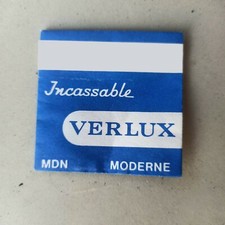 Incassable
VERLUX
MDN MODERNE